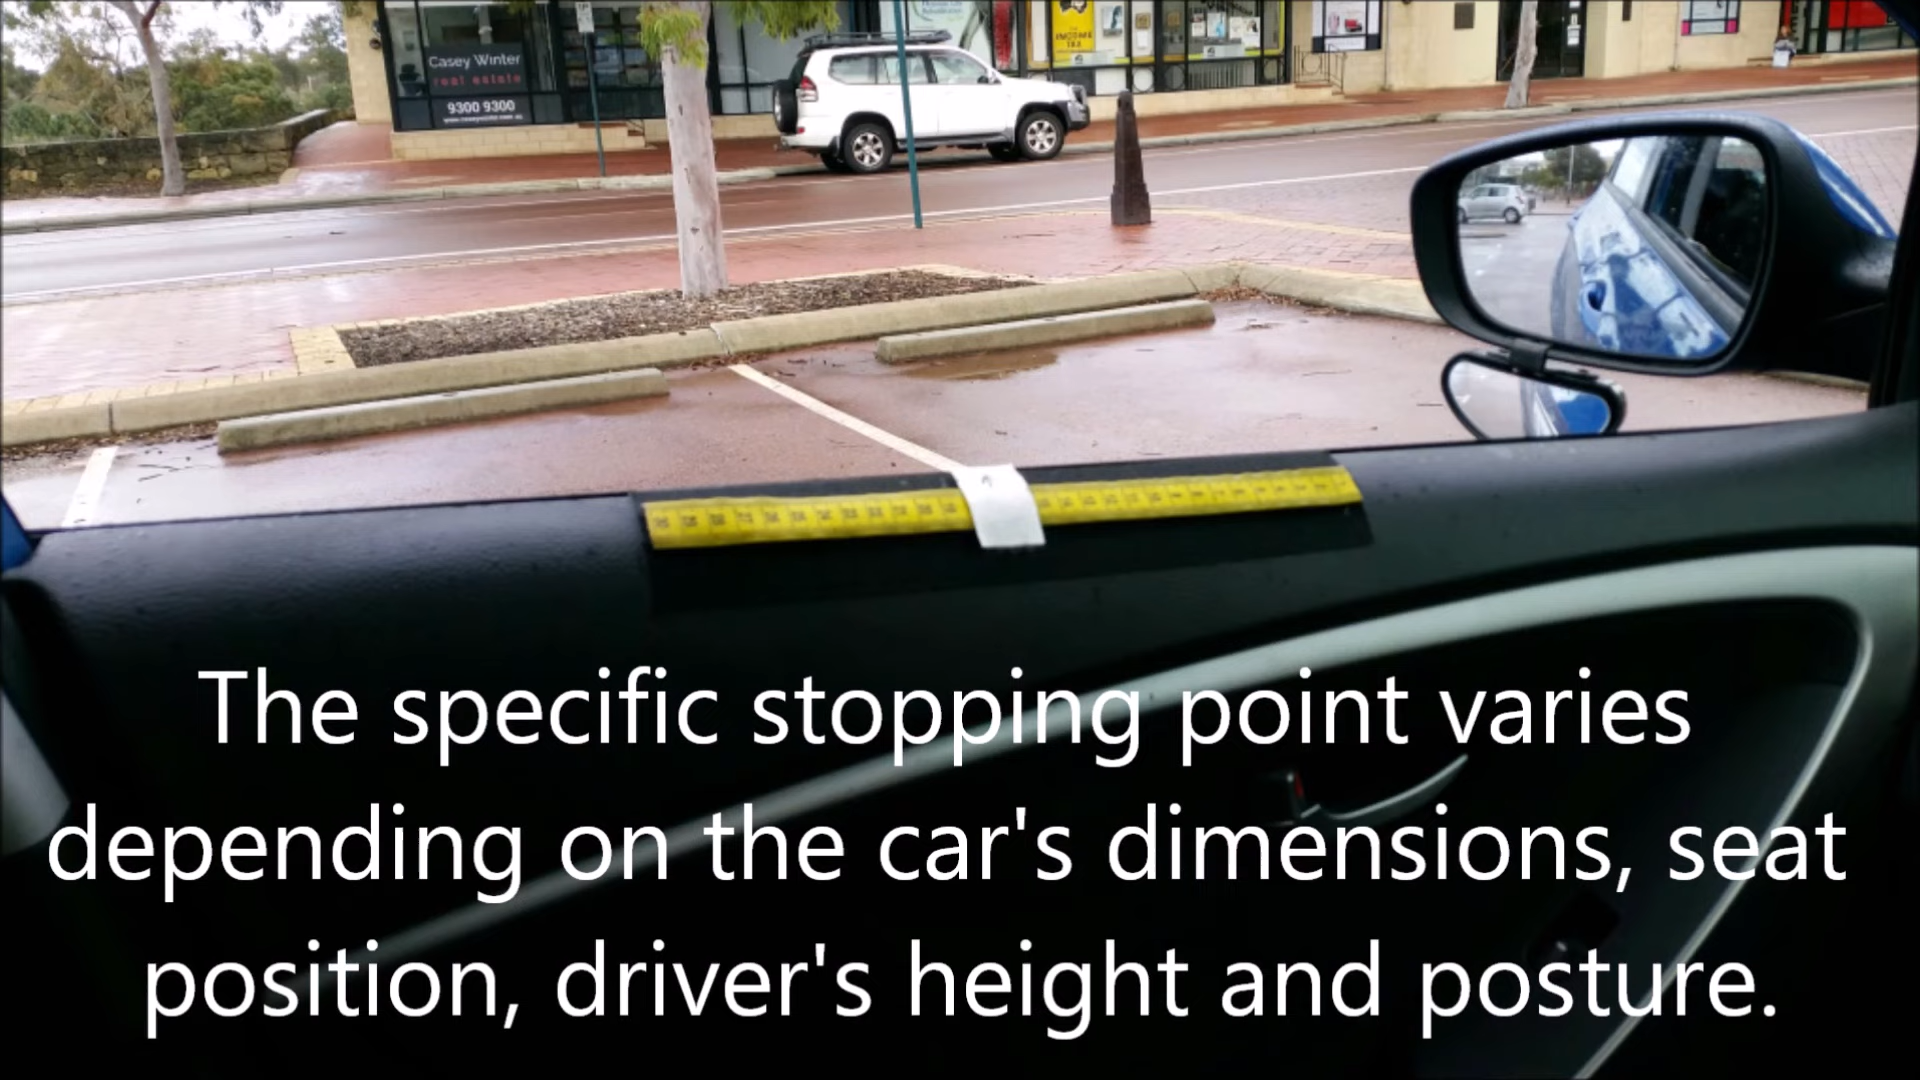 Casey Winter
real estate
9300 9300
The specific stopping point varies
depending on the car's dimensions, seat
position, driver's height and posture.